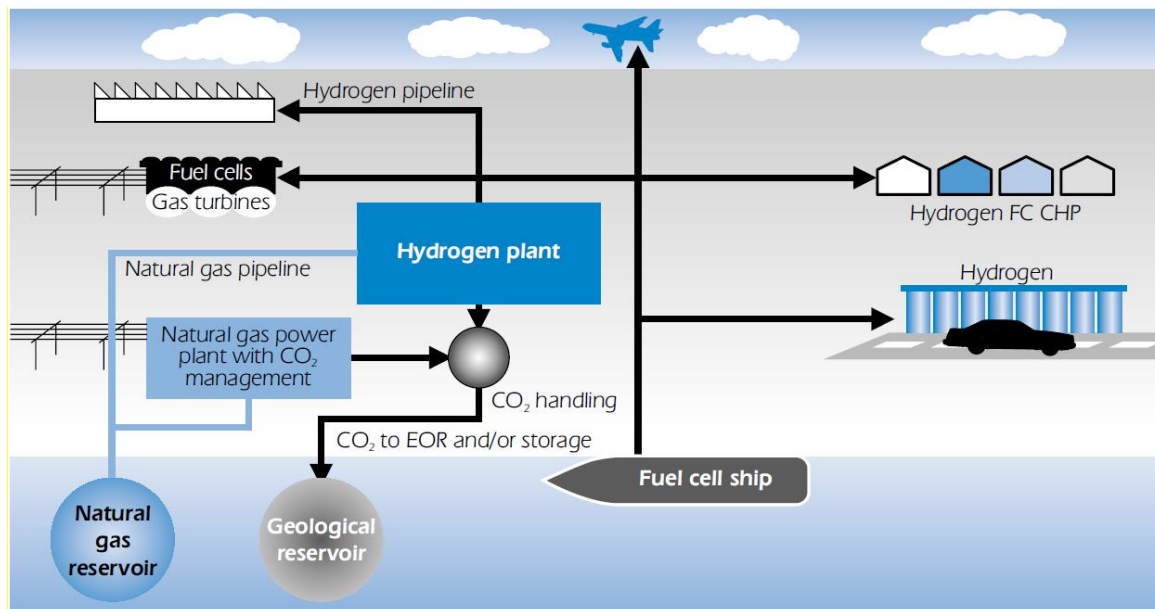 Hydrogen pipeline
Fuel cells
Gas turbines
Hydrogen FC CHP
Hydrogen plant
Natural gas pipeline
Hydrogen
Natural gas power
plant with CO₂
management
CO₂ handling
CO₂ to EOR and/or storage
Fuel cell ship
Natural
gas
reservoir
Geological
reservoir